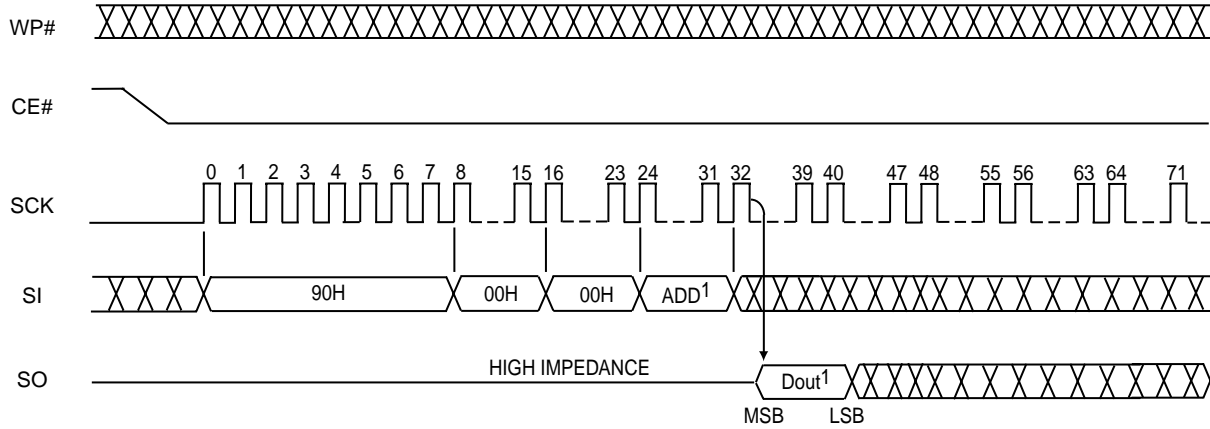 WP#
CE#
0 1 2 3 4 5 6 7 8 15 16 23 24 31 32 39 40 47 48 55 56 63 64 71
SCK
SI 90H 00H 00H ADD1
HIGH IMPEDANCE
SO Dout1
MSB LSB